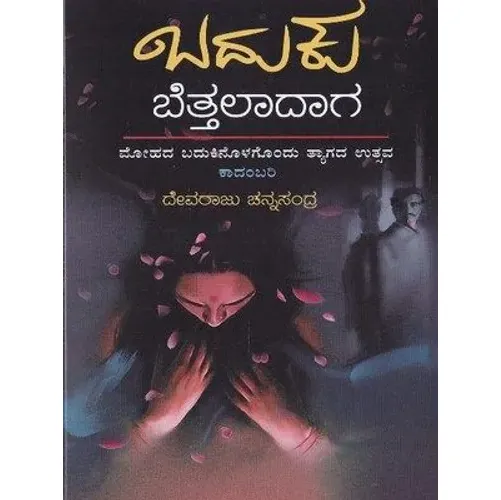 ಬದುಕು
ಬೆತ್ತಲಾದಾಗ
ಮೋಹದ ಬದುಕಿನೊಳಗೊಂದು ತ್ಯಾಗದ ಉತ್ಸವ
ಕಾದಂಬರಿ
ದೇವರಾಜು ಚನ್ನಸಂದ್ರ